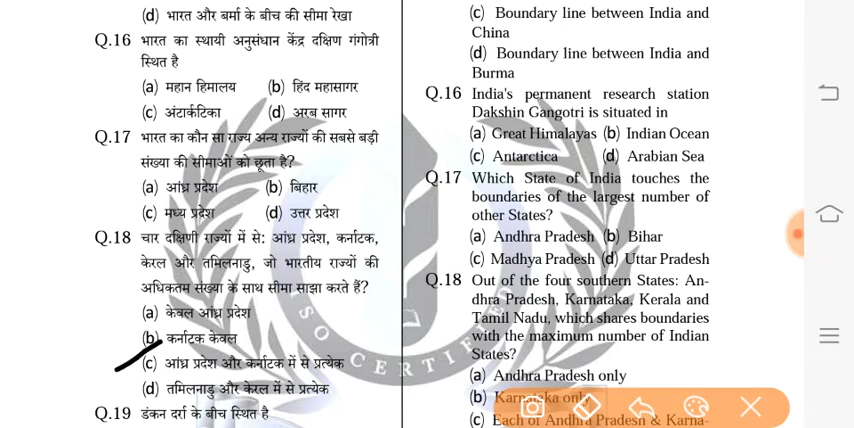 (d) भारत और बर्मा के बीच की सीमा रेखा
Q.16 भारत का स्थायी अनुसंधान केंद्र दक्षिण गंगोत्री
स्थित है
(a) महान हिमालय (b) हिंद महासागर
(c) अंटार्कटिका (d) अरब सागर
Q.17 भारत का कौन सा राज्य अन्य राज्यों की सबसे बड़ी
संख्या की सीमाओं को छूता है?
(a) आंध्र प्रदेश (b) बिहार
(c) मध्य प्रदेश (d) उत्तर प्रदेश
Q.18 चार दक्षिणी राज्यों में से: आंध्र प्रदेश, कर्नाटक,
केरल और तमिलनाडु, जो भारतीय राज्यों की
अधिकतम संख्या के साथ सीमा साझा करते हैं?
(a) केवल आंध्र प्रदेश
(b) कर्नाटक केवल
(c) आंध्र प्रदेश और कर्नाटक में से प्रत्येक
(d) तमिलनाडु और केरल में से प्रत्येक
Q.19 डंकन दर्रा के बीच स्थित है
(c) Boundary line between India and
China
(d) Boundary line between India and
Burma
Q.16 India's permanent research station
Dakshin Gangotri is situated in
(a) Great Himalayas (b) Indian Ocean
(c) Antarctica (d) Arabian Sea
Q.17 Which State of India touches the
boundaries of the largest number of
other States?
(a) Andhra Pradesh (b) Bihar
(c) Madhya Pradesh (d) Uttar Pradesh
Q.18 Out of the four southern States: An-
dhra Pradesh, Karnataka, Kerala and
Tamil Nadu, which shares boundaries
with the maximum number of Indian
States?
(a) Andhra Pradesh only
(b) Karnataka only
(c) Each of Andhra Pradesh & Karna-
ISO CERTIFIED